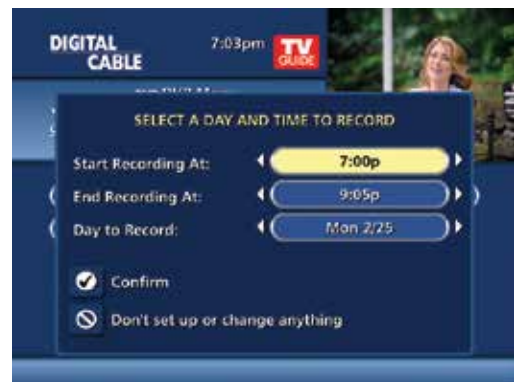 DIGITAL
CABLE
7:03pm
TV
GUIDE
SELECT A DAY AND TIME TO RECORD
Start Recording At: 7:00p
End Recording At: 9:05p
Day to Record: Mon 2/25
Confirm
Don't set up or change anything